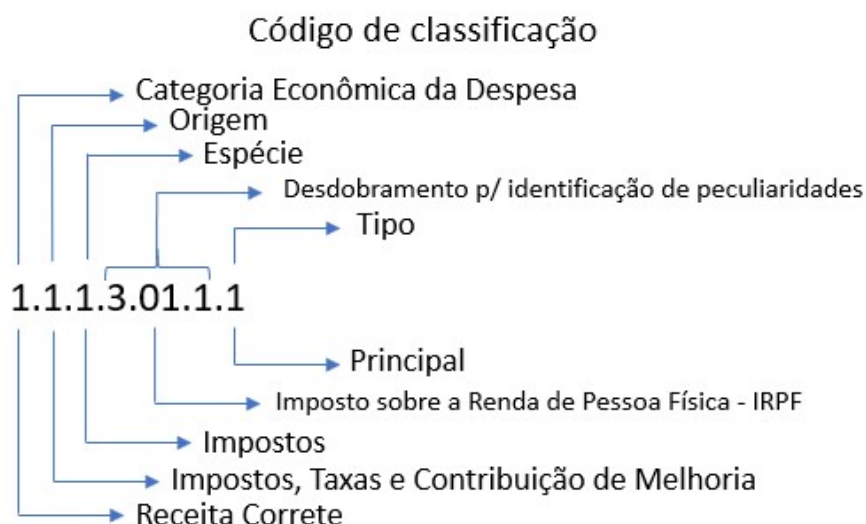 Código de classificação
Categoria Econômica da Despesa
Origem
Espécie
Desdobramento p/ identificação de peculiaridades
Tipo
1.1.1.3.01.1.1
Principal
Imposto sobre a Renda de Pessoa Física - IRPF
Impostos
Impostos, Taxas e Contribuição de Melhoria
Receita Correte